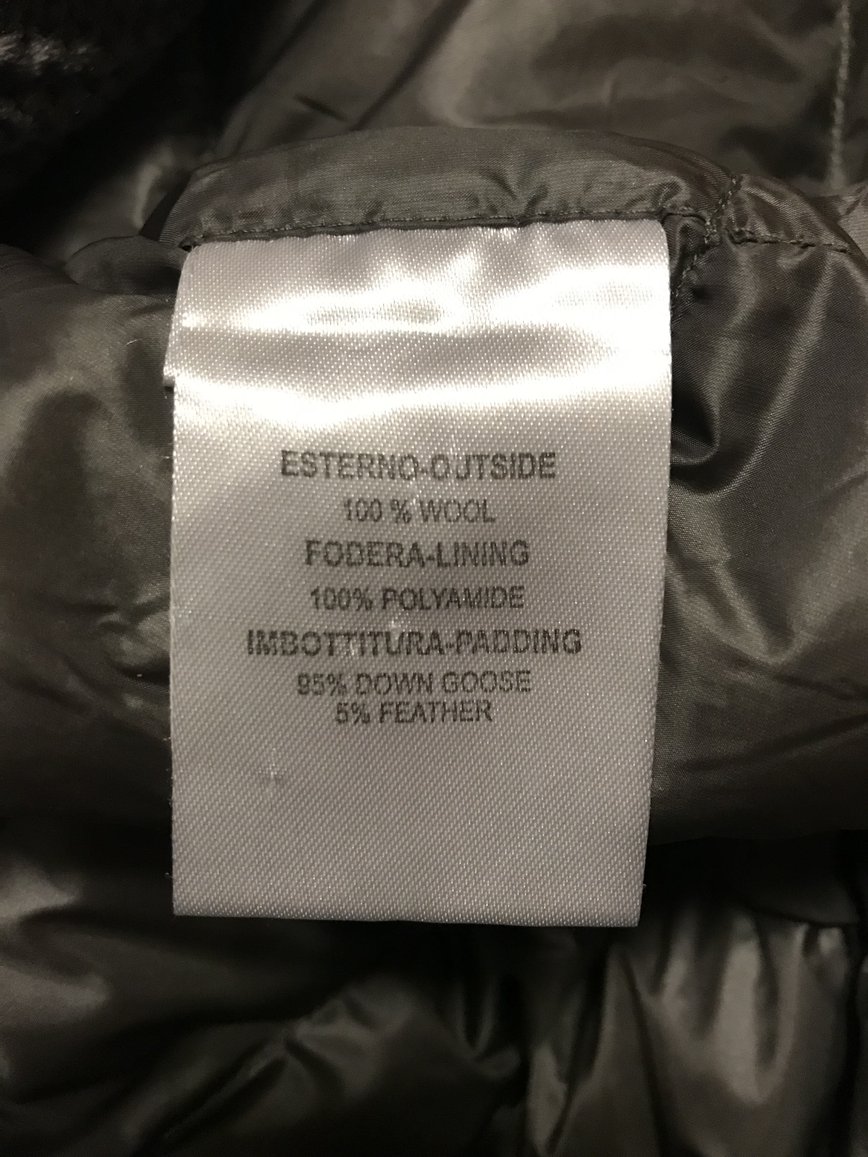 ESTERNO-OUTSIDE
100 % WOOL
FODERA-LINING
100% POLYAMIDE
IMBOTTITURA-PADDING
95% DOWN GOOSE
5% FEATHER